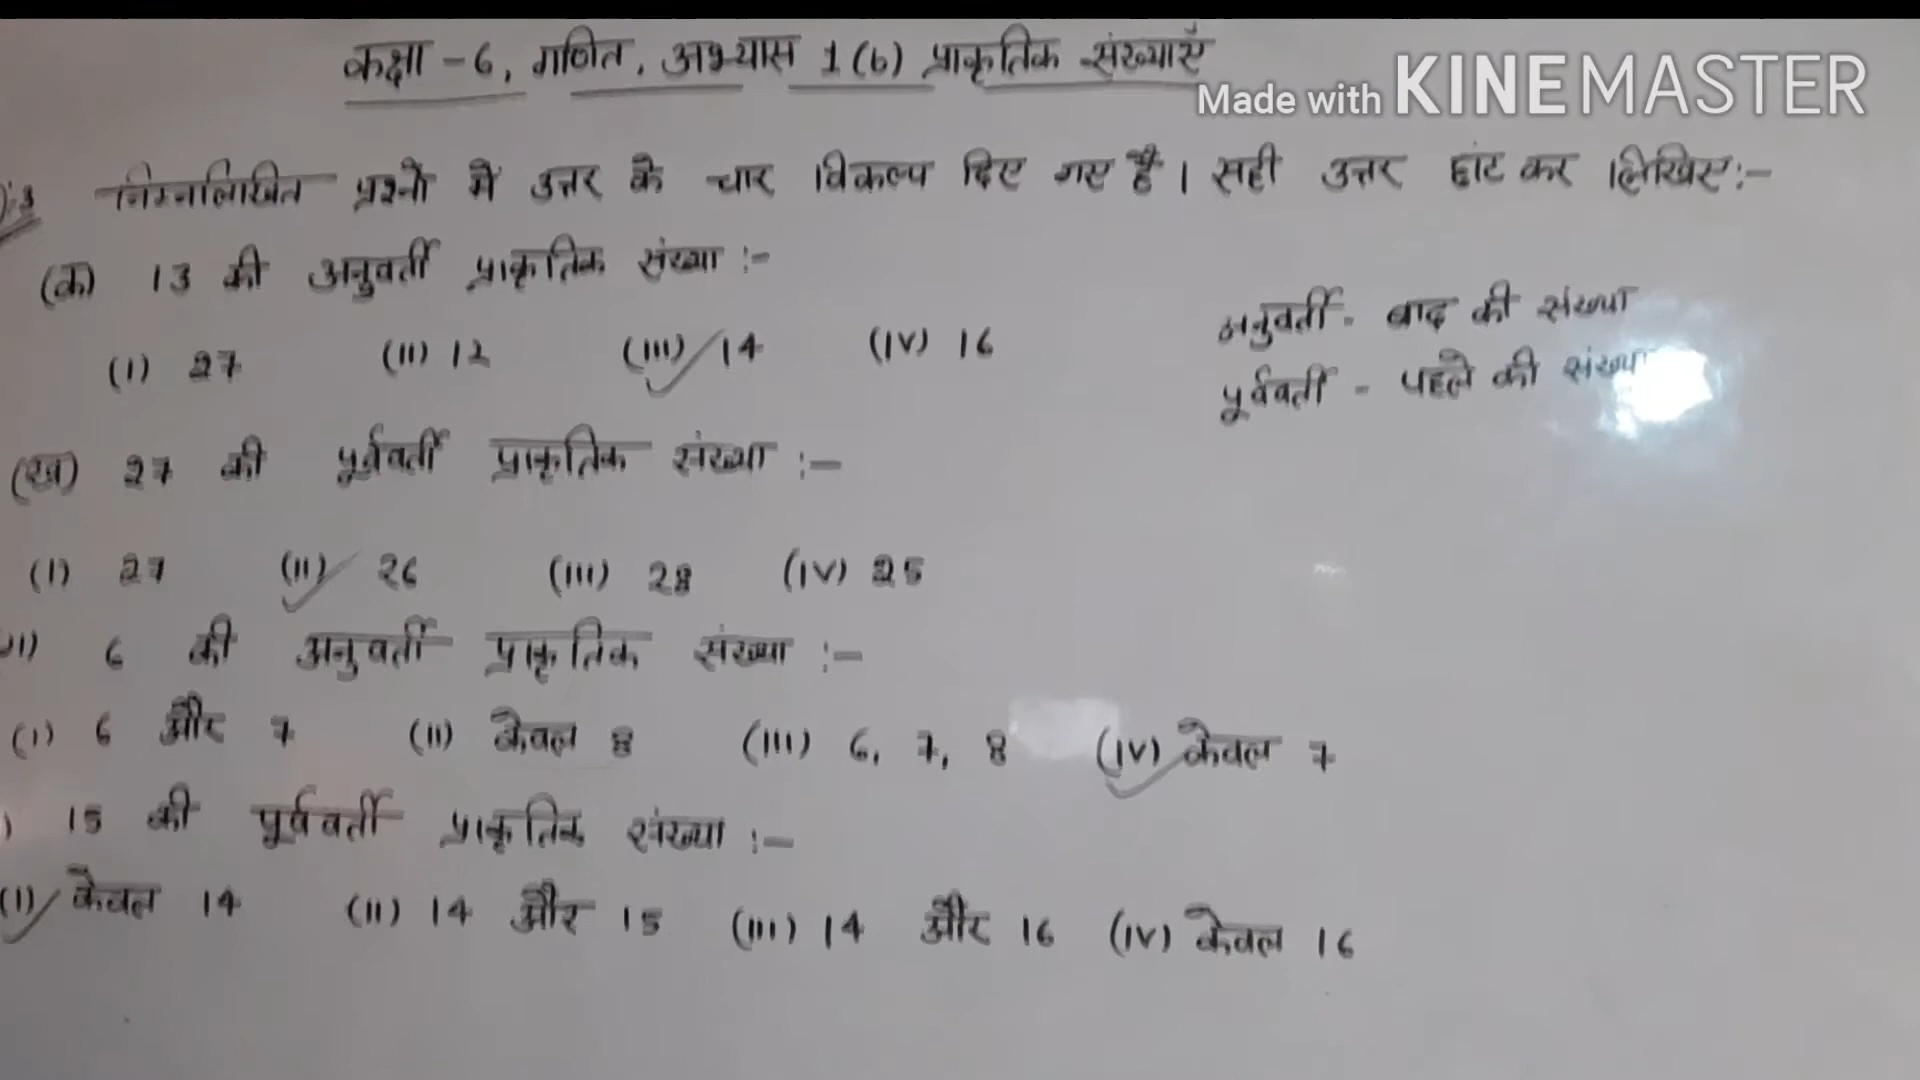 कक्षा - 6, गणित, अभ्यास 1 (b) प्राकृतिक संख्याएँ
Made with KINEMASTER
निम्नलिखित प्रश्नों में उत्तर के चार विकल्प दिए गए है। सही उत्तर छांट कर लिखिए:-
(क) 13 की अनुवर्ती प्राकृतिक संख्या :-
(I) 27 (II) 12 (III) 14 (IV) 16
अनुवर्ती - बाद की संख्या
पूर्ववर्ती - पहले की संख्या
(ख) 27 की पूर्ववर्ती प्राकृतिक संख्या :-
(I) 27 (II) 26 (III) 28 (IV) 25
6 की अनुवर्ती प्राकृतिक संख्या :-
(I) 6 और 7 (II) केवल 8 (III) 6, 7, 8 (IV) केवल 7
) 15 की पूर्ववर्ती प्राकृतिक संख्या :-
(I) केवल 14 (II) 14 और 15 (III) 14 और 16 (IV) केवल 16